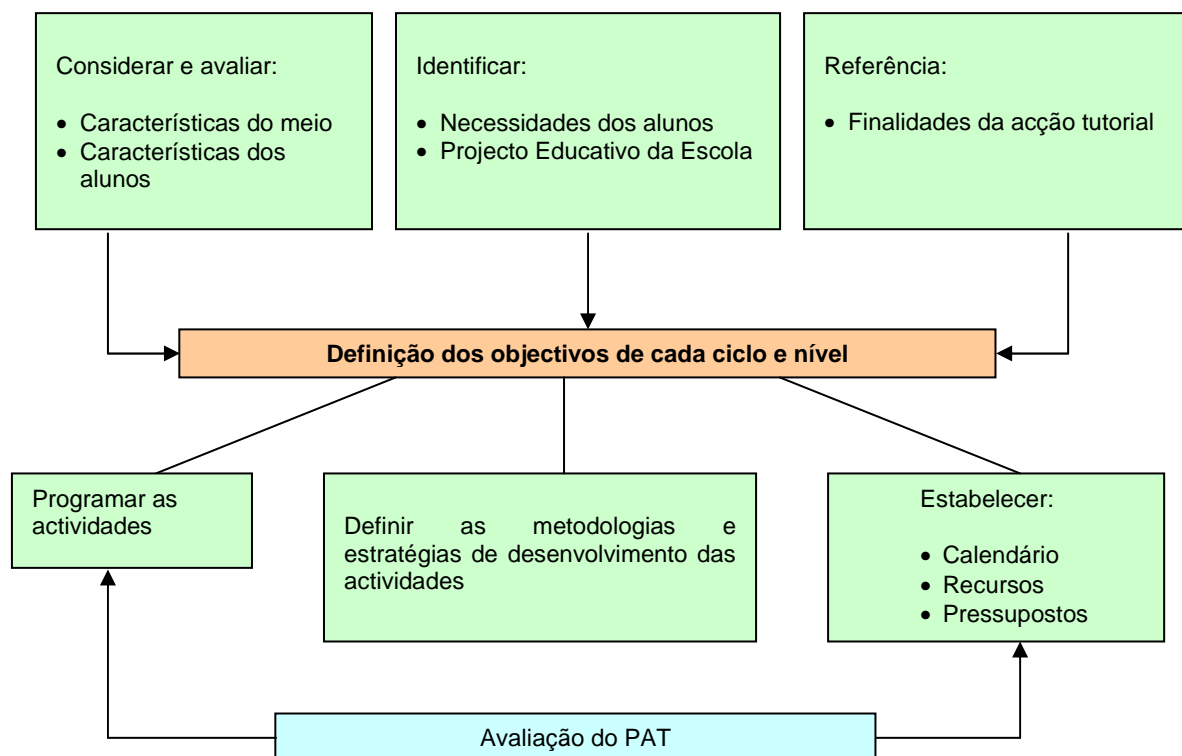 Considerar e avaliar:
• Características do meio
• Características dos
alunos
Identificar:
• Necessidades dos alunos
• Projecto Educativo da Escola
Referência:
• Finalidades da acção tutorial
Definição dos objectivos de cada ciclo e nível
Programar as
actividades
Definir as metodologias e
estratégias de desenvolvimento das
actividades
Estabelecer:
• Calendário
• Recursos
• Pressupostos
Avaliação do PAT